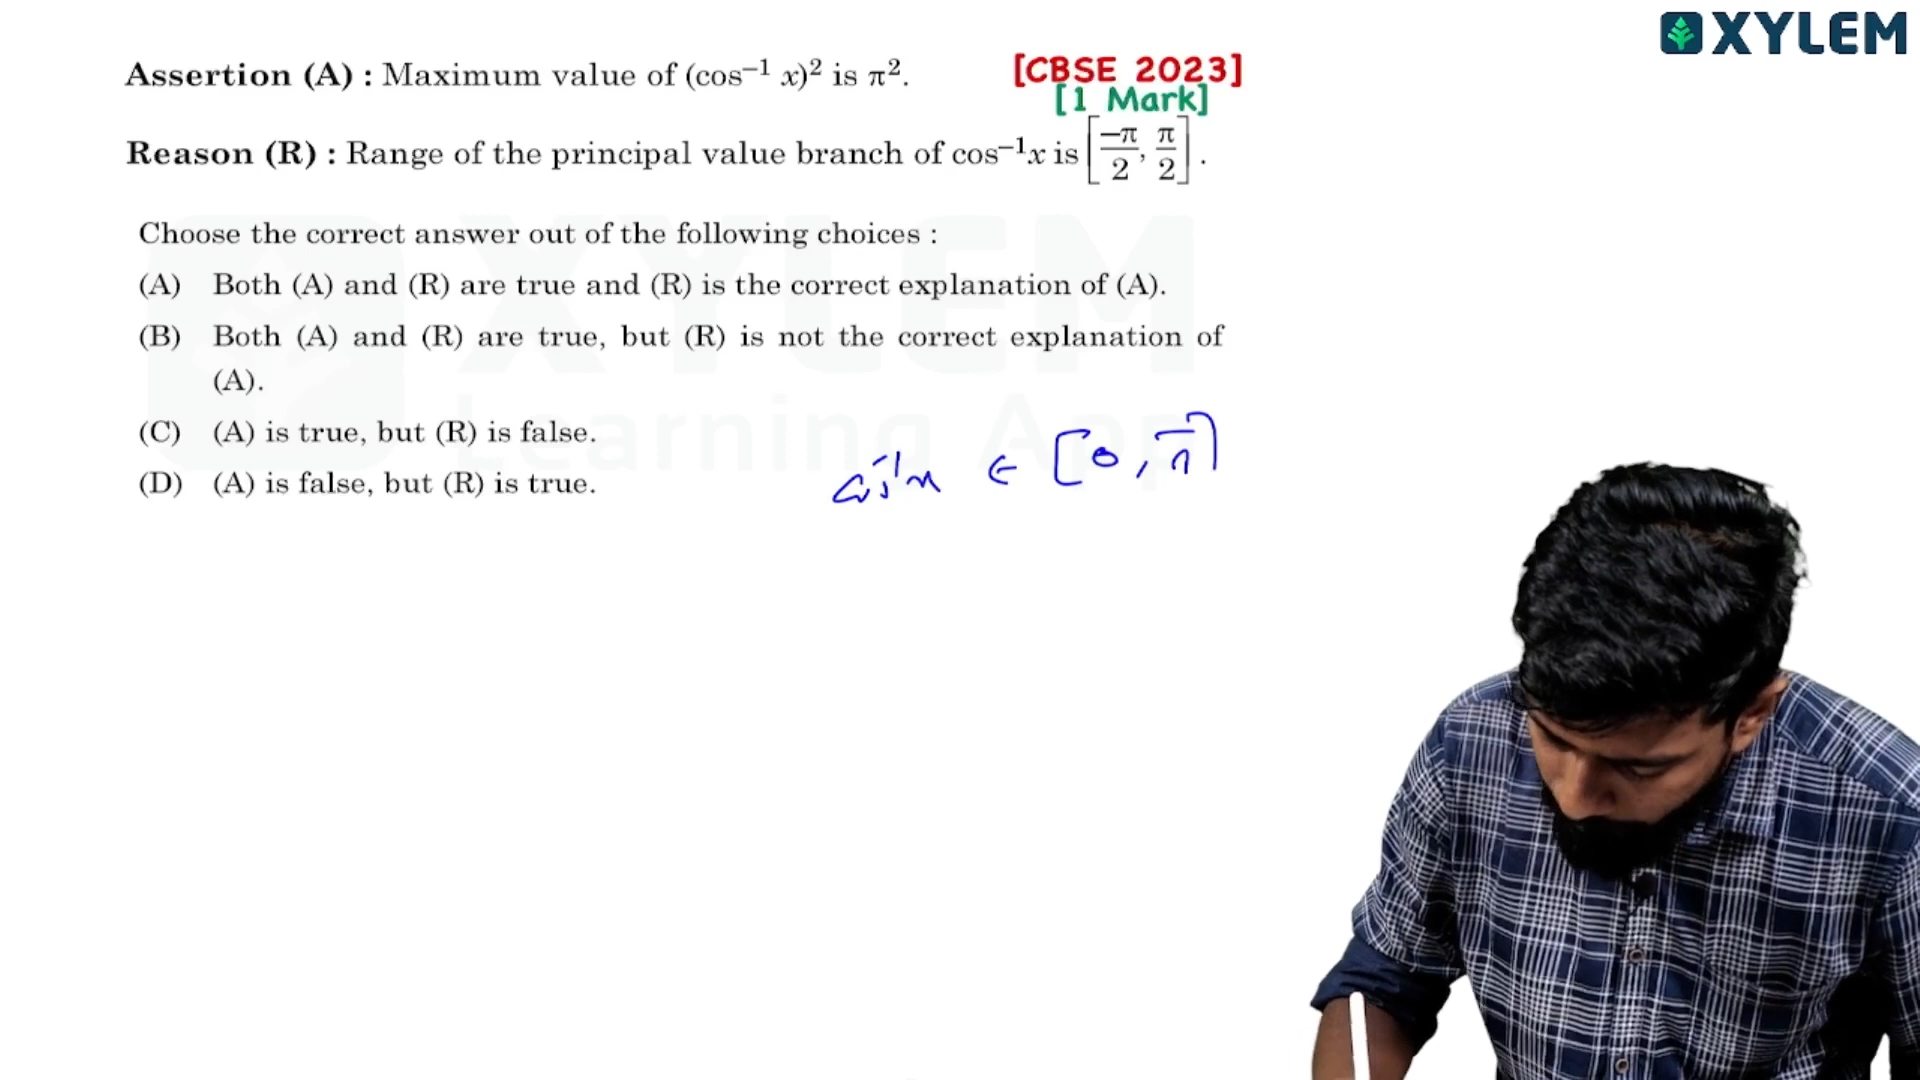 XYLEM
Assertion (A) : Maximum value of (cos⁻¹ x)² is π².
[CBSE 2023]
[1 Mark]
Reason (R) : Range of the principal value branch of cos⁻¹x is [−π/2, π/2].
Choose the correct answer out of the following choices :
(A) Both (A) and (R) are true and (R) is the correct explanation of (A).
(B) Both (A) and (R) are true, but (R) is not the correct explanation of
(A).
(C) (A) is true, but (R) is false.
(D) (A) is false, but (R) is true.
cos⁻¹x ∈ [0, π]
XYLEM
Learning App